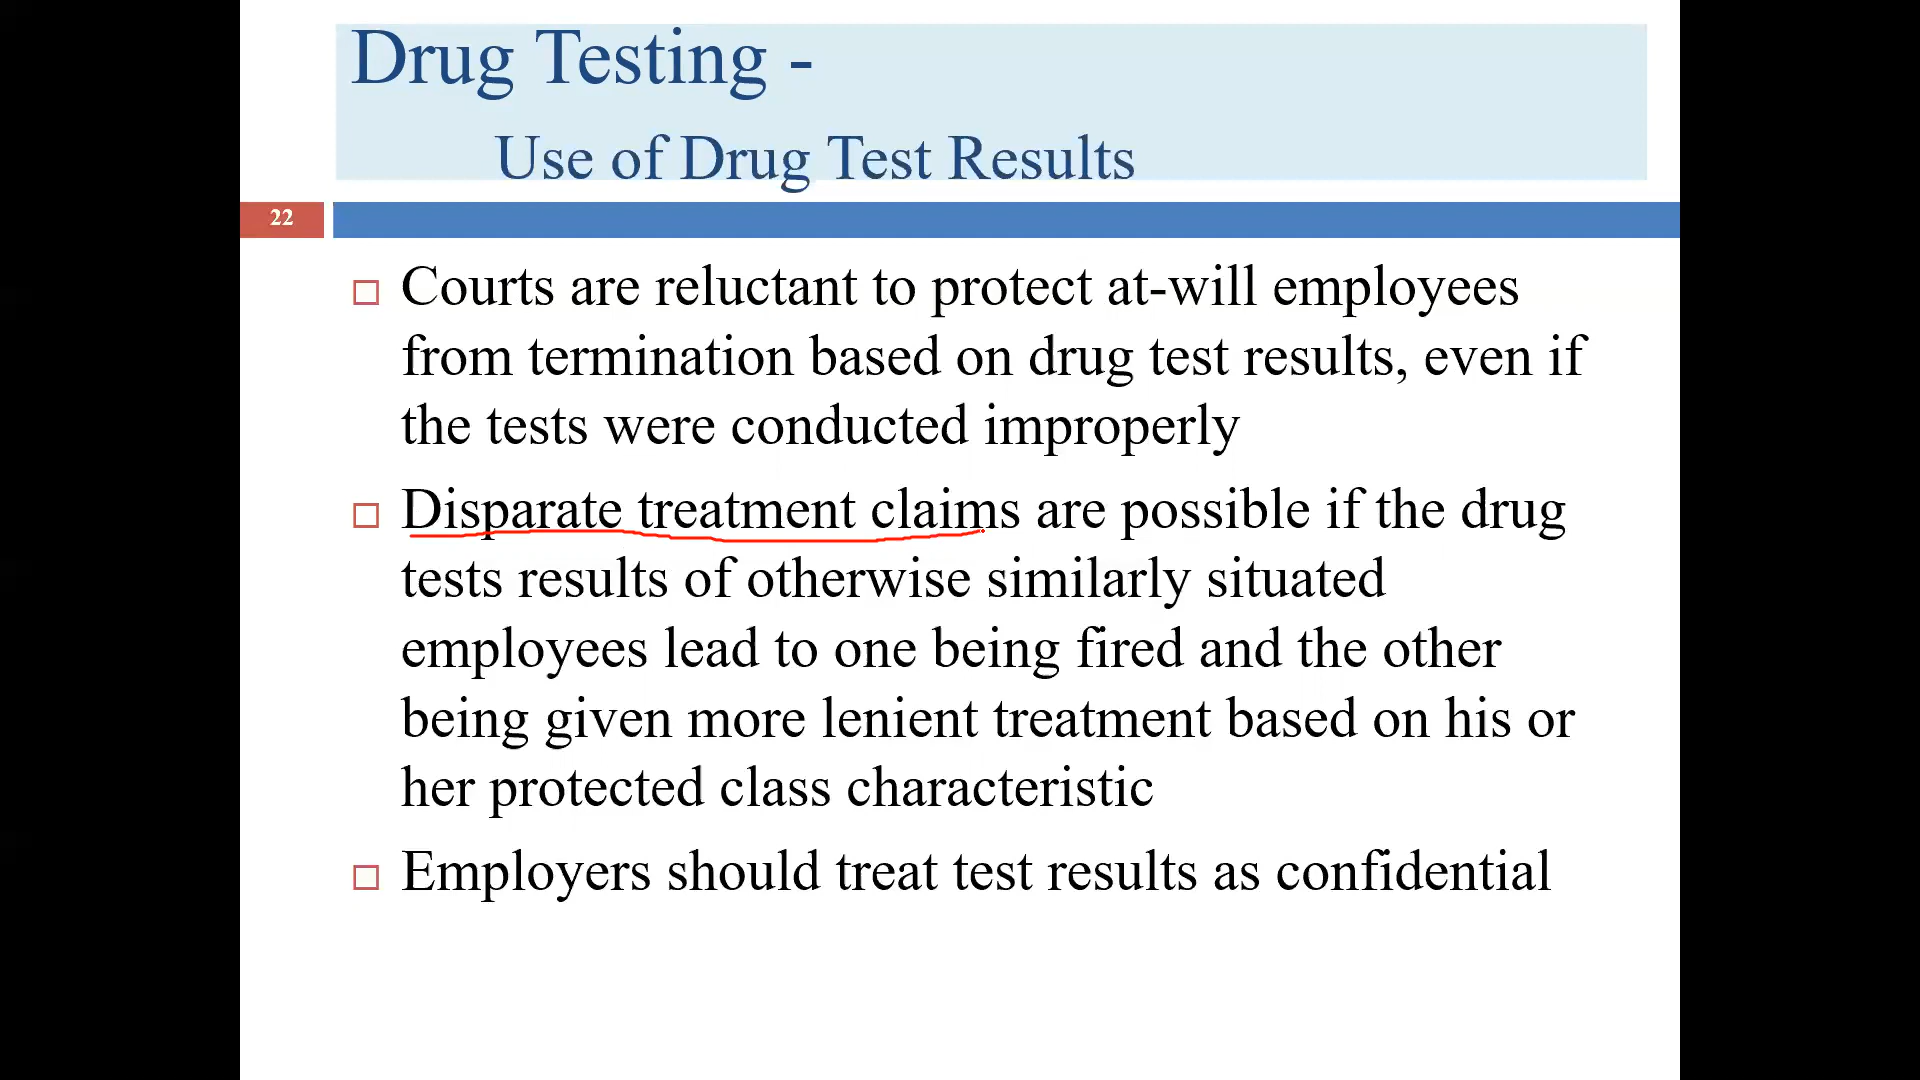 Drug Testing -
Use of Drug Test Results
22
Courts are reluctant to protect at-will employees
from termination based on drug test results, even if
the tests were conducted improperly
Disparate treatment claims are possible if the drug
tests results of otherwise similarly situated
employees lead to one being fired and the other
being given more lenient treatment based on his or
her protected class characteristic
Employers should treat test results as confidential